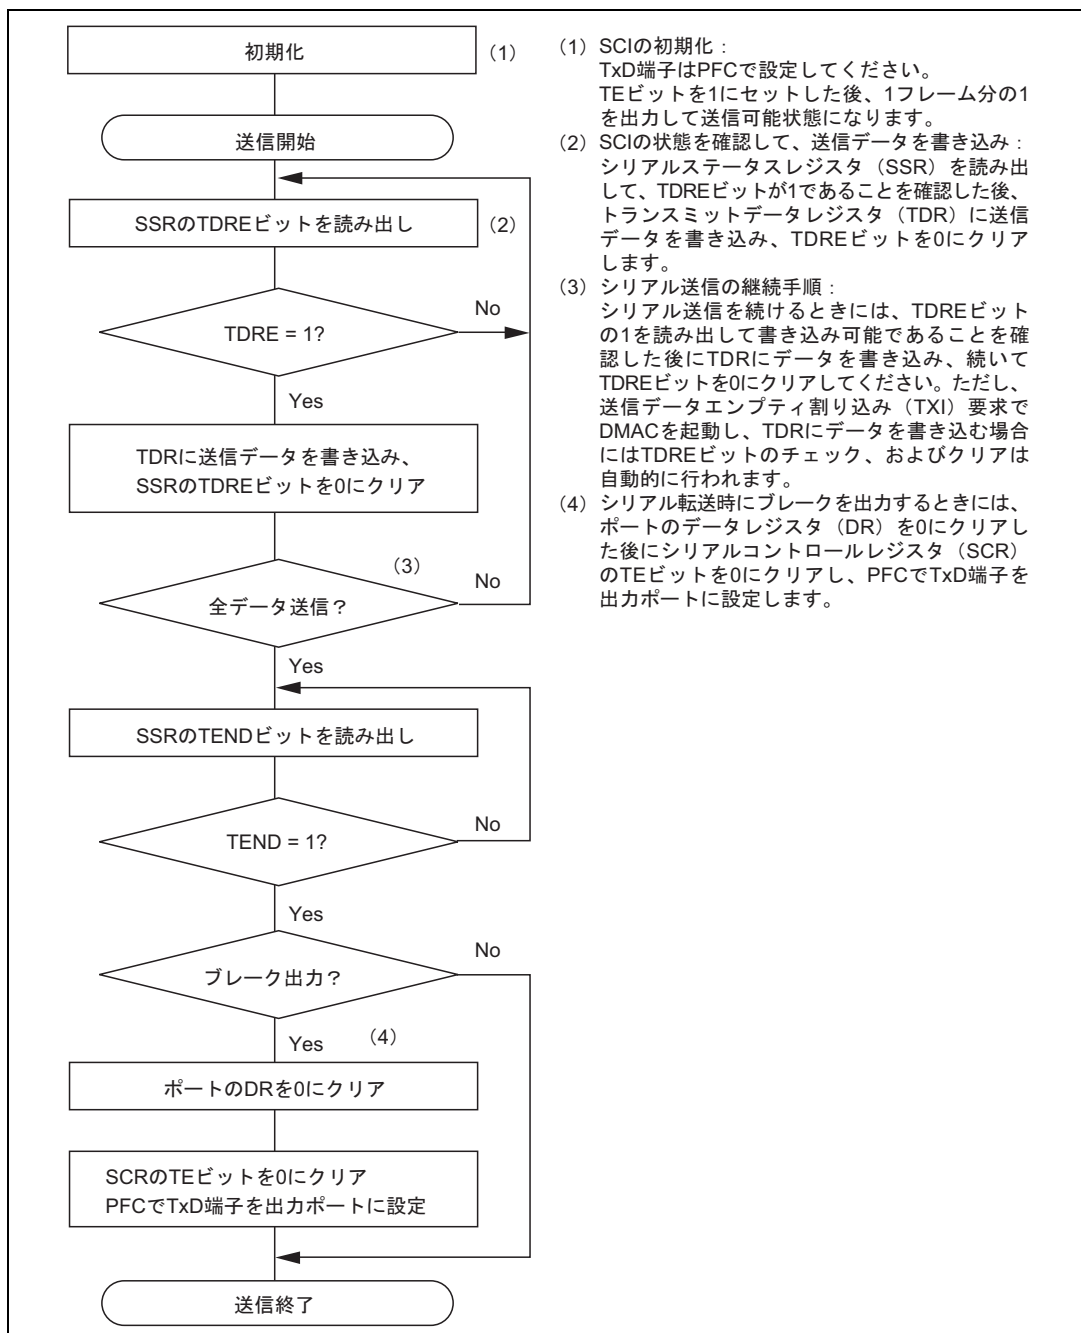 初期化
(1)
送信開始
SSRのTDREビットを読み出し
(2)
TDRE = 1?
No
Yes
TDRに送信データを書き込み、
SSRのTDREビットを0にクリア
(3)
全データ送信？
No
Yes
SSRのTENDビットを読み出し
TEND = 1?
No
Yes
ブレーク出力？
No
Yes
(4)
ポートのDRを0にクリア
SCRのTEビットを0にクリア
PFCでTxD端子を出力ポートに設定
送信終了
(1) SCIの初期化：
TxD端子はPFCで設定してください。
TEビットを1にセットした後、1フレーム分の1
を出力して送信可能状態になります。
(2) SCIの状態を確認して、送信データを書き込み：
シリアルステータスレジスタ（SSR）を読み出
して、TDREビットが1であることを確認した後、
トランスミットデータレジスタ（TDR）に送信
データを書き込み、TDREビットを0にクリア
します。
(3) シリアル送信の継続手順：
シリアル送信を続けるときには、TDREビット
の1を読み出して書き込み可能であることを確
認した後にTDRにデータを書き込み、続いて
TDREビットを0にクリアしてください。ただし、
送信データエンプティ割り込み（TXI）要求で
DMACを起動し、TDRにデータを書き込む場合
にはTDREビットのチェック、およびクリアは
自動的に行われます。
(4) シリアル転送時にブレークを出力するときには、
ポートのデータレジスタ（DR）を0にクリアし
た後にシリアルコントロールレジスタ（SCR）
のTEビットを0にクリアし、PFCでTxD端子を
出力ポートに設定します。